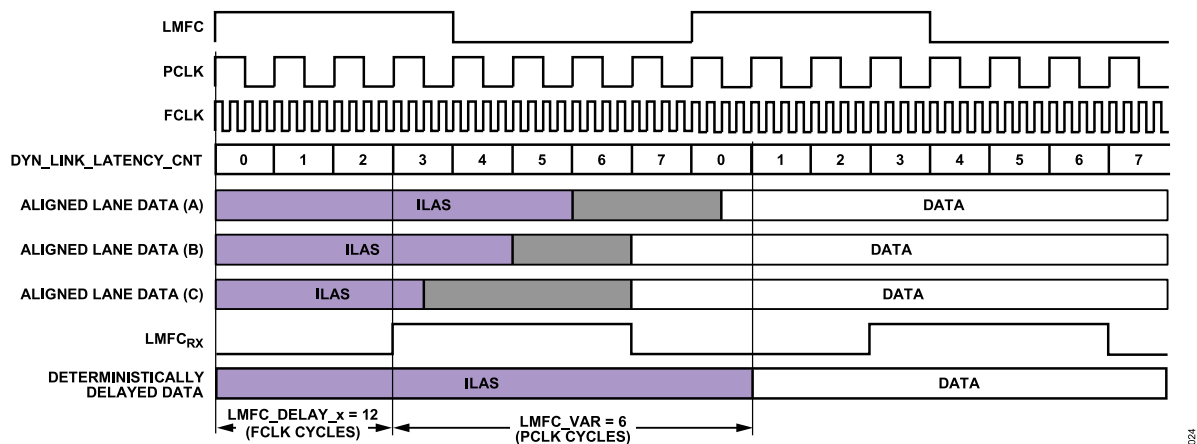 LMFC
PCLK
FCLK
DYN_LINK_LATENCY_CNT 0 1 2 3 4 5 6 7 0 1 2 3 4 5 6 7
ALIGNED LANE DATA (A) ILAS DATA
ALIGNED LANE DATA (B) ILAS DATA
ALIGNED LANE DATA (C) ILAS DATA
LMFCRX
DETERMINISTICALLY
DELAYED DATA ILAS DATA
LMFC_DELAY_x = 12
(FCLK CYCLES)
LMFC_VAR = 6
(PCLK CYCLES)
024